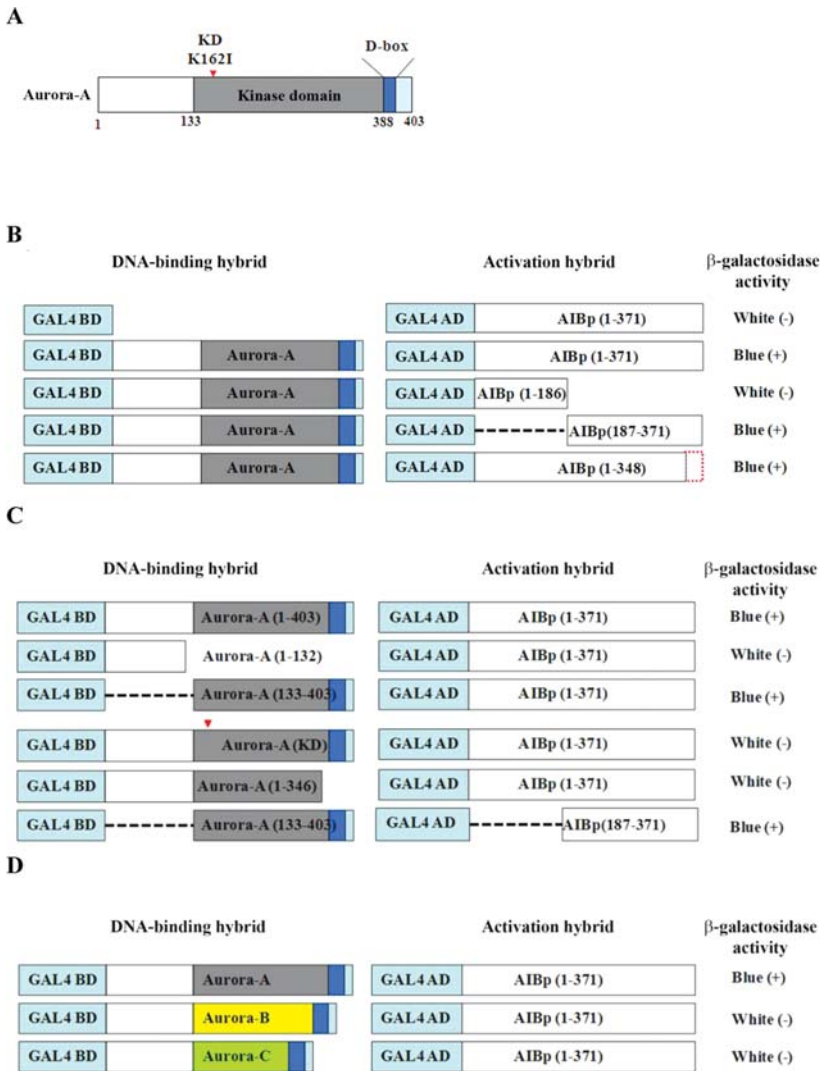 A
KD
K162I
D-box
Aurora-A
Kinase domain
1
133
388
403
B
DNA-binding hybrid
Activation hybrid
β-galactosidase
activity
GAL4 BD
GAL4 AD
AIBp (1-371)
White (-)
GAL4 BD
Aurora-A
GAL4 AD
AIBp (1-371)
Blue (+)
GAL4 BD
Aurora-A
GAL4 AD
AIBp (1-186)
White (-)
GAL4 BD
Aurora-A
GAL4 AD
AIBp(187-371)
Blue (+)
GAL4 BD
Aurora-A
GAL4 AD
AIBp (1-348)
Blue (+)
C
DNA-binding hybrid
Activation hybrid
β-galactosidase
activity
GAL4 BD
Aurora-A (1-403)
GAL4 AD
AIBp (1-371)
Blue (+)
GAL4 BD
Aurora-A (1-132)
GAL4 AD
AIBp (1-371)
White (-)
GAL4 BD
Aurora-A (133-403)
GAL4 AD
AIBp (1-371)
Blue (+)
GAL4 BD
Aurora-A (KD)
GAL4 AD
AIBp (1-371)
White (-)
GAL4 BD
Aurora-A (1-346)
GAL4 AD
AIBp (1-371)
White (-)
GAL4 BD
Aurora-A (133-403)
GAL4 AD
AIBp(187-371)
Blue (+)
D
DNA-binding hybrid
Activation hybrid
β-galactosidase
activity
GAL4 BD
Aurora-A
GAL4 AD
AIBp (1-371)
Blue (+)
GAL4 BD
Aurora-B
GAL4 AD
AIBp (1-371)
White (-)
GAL4 BD
Aurora-C
GAL4 AD
AIBp (1-371)
White (-)